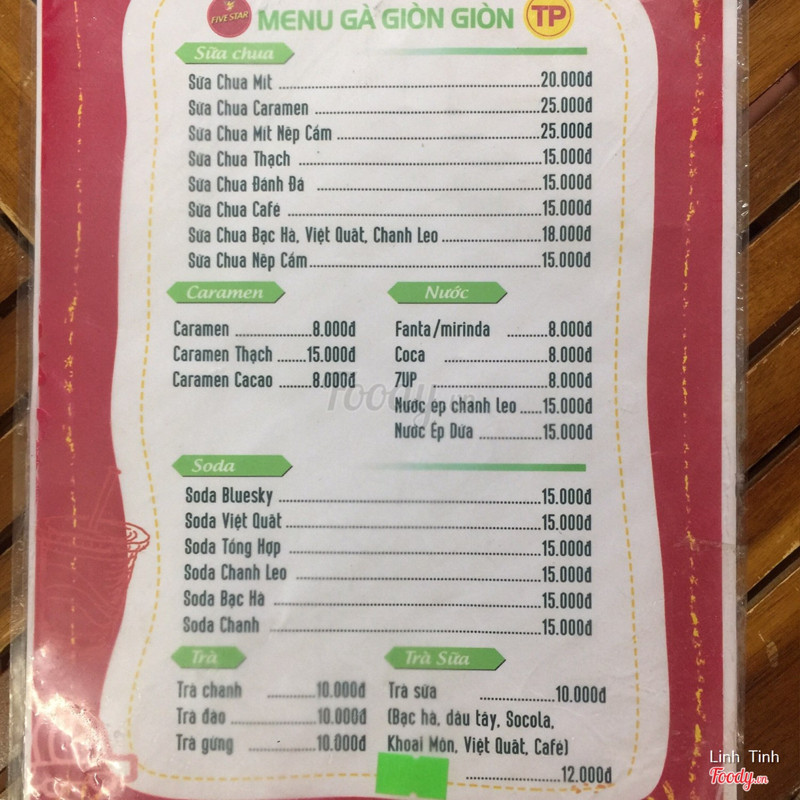 FIVE STAR MENU GÀ GIÒN GIÒN TP
Sữa chua
Sữa Chua Mít ........ 20.000đ
Sữa Chua Caramen ........ 25.000đ
Sữa Chua Mít Nếp Cẩm ........ 25.000đ
Sữa Chua Thạch ........ 15.000đ
Sữa Chua Đánh Đá ........ 15.000đ
Sữa Chua Café ........ 15.000đ
Sữa Chua Bạc Hà, Việt Quất, Chanh Leo ........ 18.000đ
Sữa Chua Nếp Cẩm ........ 15.000đ
Caramen
Caramen ........ 8.000đ
Caramen Thạch ........ 15.000đ
Caramen Cacao ........ 8.000đ
Nước
Fanta/mirinda ........ 8.000đ
Coca ........ 8.000đ
7UP ........ 8.000đ
Nước ép chanh leo ........ 15.000đ
Nước Ép Dứa ........ 15.000đ
foody.vn
Soda
Soda Bluesky ........ 15.000đ
Soda Việt Quất ........ 15.000đ
Soda Tổng Hợp ........ 15.000đ
Soda Chanh Leo ........ 15.000đ
Soda Bạc Hà ........ 15.000đ
Soda Chanh ........ 15.000đ
Trà
Trà chanh ........ 10.000đ
Trà đào ........ 10.000đ
Trà gừng ........ 10.000đ
Trà Sữa
Trà sữa ........ 10.000đ
(Bạc hà, dâu tây, Socola,
Khoai Môn, Việt Quất, Café)
........ 12.000đ
Linh Tinh
Foody.vn